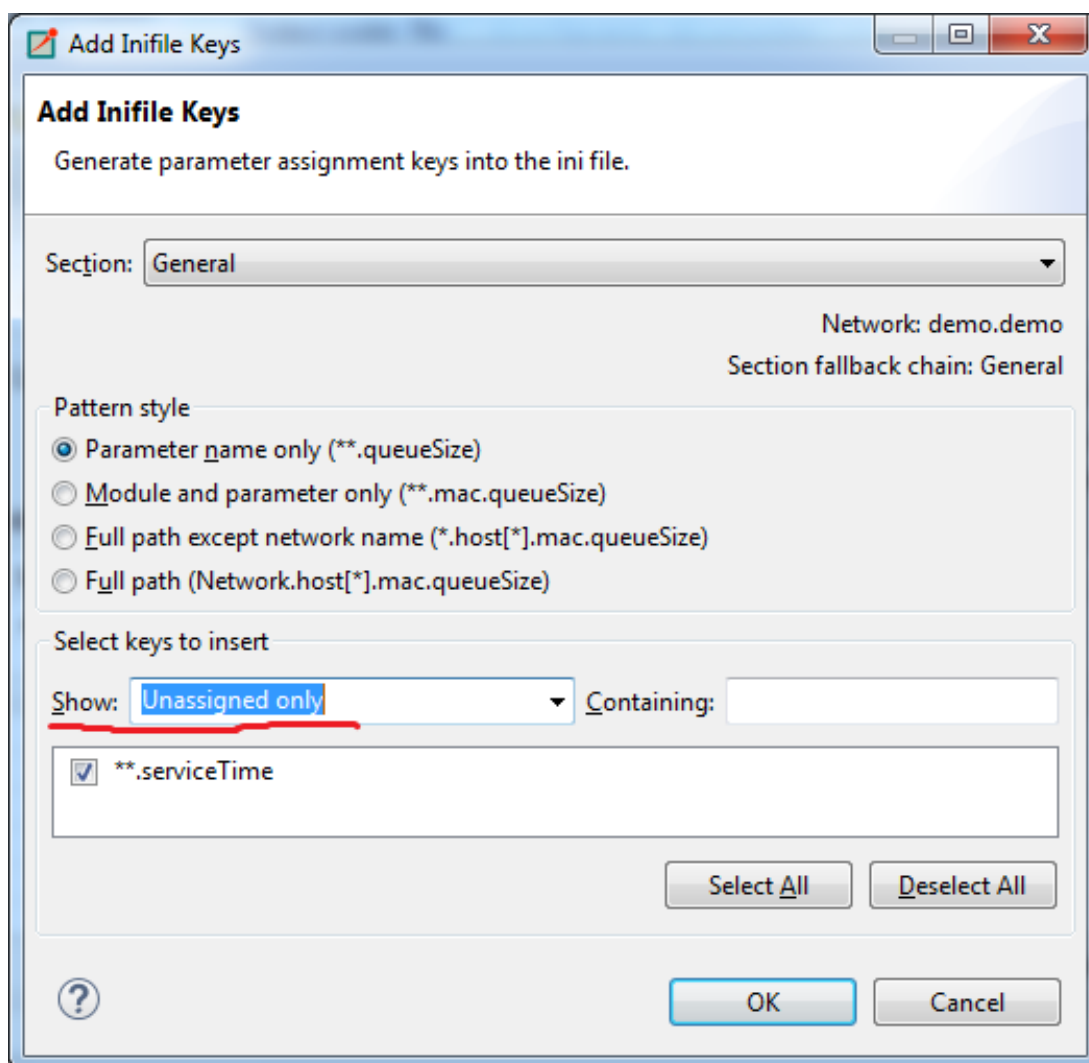 Add Inifile Keys
Add Inifile Keys
Generate parameter assignment keys into the ini file.
Section: General
Network: demo.demo
Section fallback chain: General
Pattern style
Parameter name only (**.queueSize)
Module and parameter only (**.mac.queueSize)
Full path except network name (*.host[*].mac.queueSize)
Full path (Network.host[*].mac.queueSize)
Select keys to insert
Show: Unassigned only Containing:
**.serviceTime
Select All Deselect All
? OK Cancel